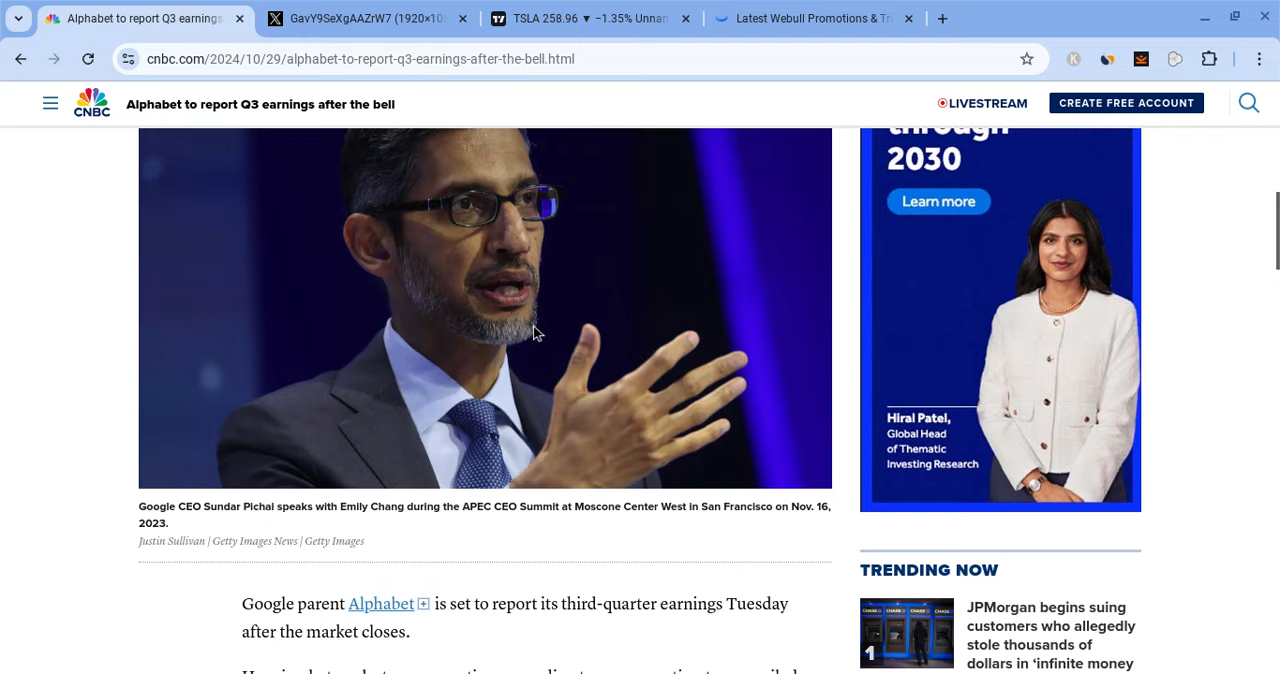 Alphabet to report Q3 earnings
GavY9SeXgAAZrW7 (1920×10
TSLA 258.96 ▼ −1.35% Unnam
Latest Webull Promotions & Tr
cnbc.com/2024/10/29/alphabet-to-report-q3-earnings-after-the-bell.html
CNBC
Alphabet to report Q3 earnings after the bell
LIVESTREAM
CREATE FREE ACCOUNT
through
2030
Learn more
Hiral Patel,
Global Head
of Thematic
Investing Research
Google CEO Sundar Pichai speaks with Emily Chang during the APEC CEO Summit at Moscone Center West in San Francisco on Nov. 16,
2023.
Justin Sullivan | Getty Images News | Getty Images
Google parent Alphabet is set to report its third-quarter earnings Tuesday
after the market closes.
TRENDING NOW
1
JPMorgan begins suing
customers who allegedly
stole thousands of
dollars in ‘infinite money